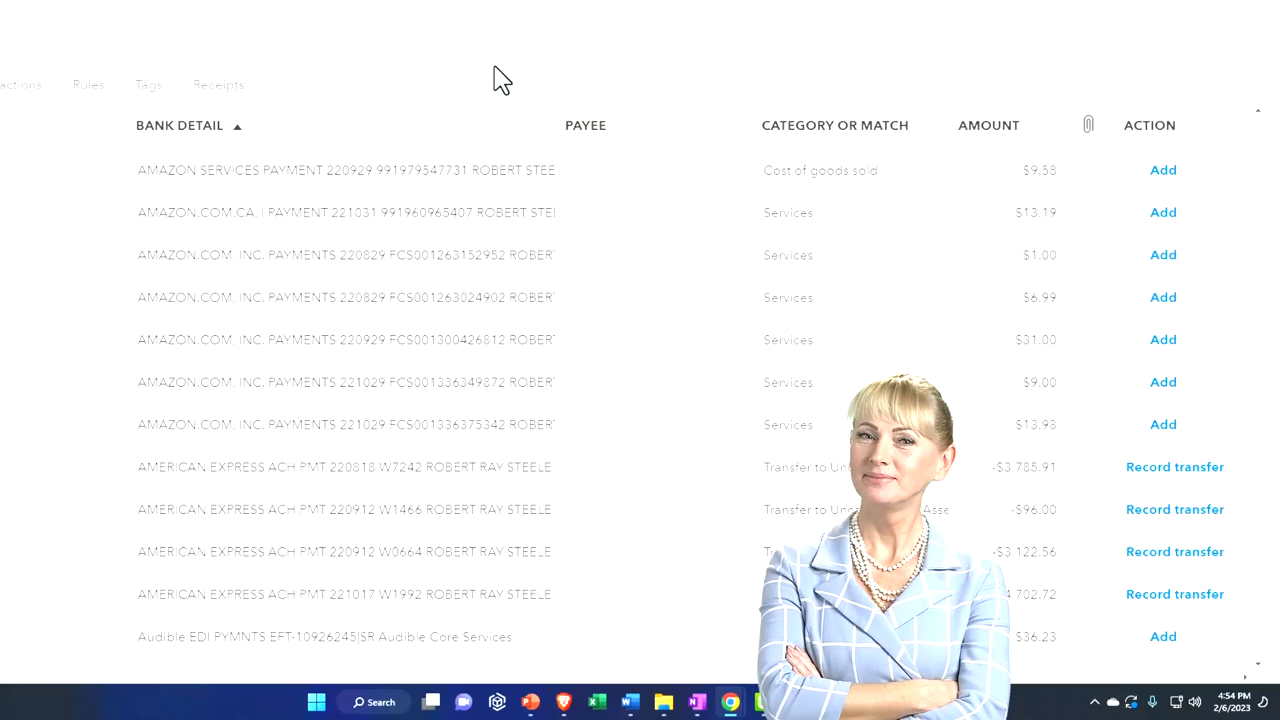 actions Rules Tags Receipts
BANK DETAIL PAYEE CATEGORY OR MATCH AMOUNT ACTION
AMAZON SERVICES PAYMENT 220929 991979547731 ROBERT STEE Cost of goods sold $9.58 Add
AMAZON.COM.CA, I PAYMENT 221031 991960965407 ROBERT STE Services $13.19 Add
AMAZON.COM, INC. PAYMENTS 220829 FCS001263152952 ROBER Services $1.00 Add
AMAZON.COM, INC. PAYMENTS 220829 FCS001263024902 ROBER Services $6.99 Add
AMAZON.COM, INC. PAYMENTS 220929 FCS001300426812 ROBER Services $31.00 Add
AMAZON.COM, INC. PAYMENTS 221029 FCS001336349872 ROBER Services $9.00 Add
AMAZON.COM, INC. PAYMENTS 221029 FCS001336375342 ROBER Services $13.98 Add
AMERICAN EXPRESS ACH PMT 220818 W7242 ROBERT RAY STEELE Transfer to Un -$3,785.91 Record transfer
AMERICAN EXPRESS ACH PMT 220912 W1466 ROBERT RAY STEELE Transfer to Unc Asse -$96.00 Record transfer
AMERICAN EXPRESS ACH PMT 220912 W0664 ROBERT RAY STEELE -$3,122.56 Record transfer
AMERICAN EXPRESS ACH PMT 221017 W1992 ROBERT RAY STEELE 702.72 Record transfer
Audible EDI PYMNTS EFT-10926245|SR Audible Core Services $36.23 Add
Search 4:54 PM
2/6/2023